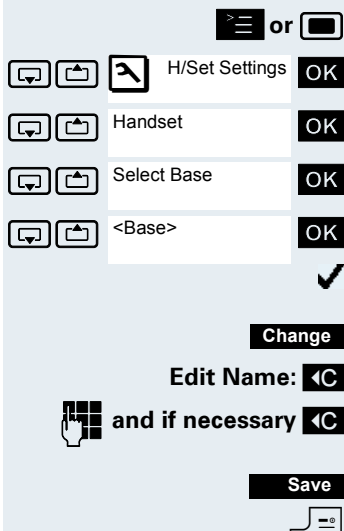 or
H/Set Settings OK
Handset OK
Select Base OK
<Base> OK
Change
Edit Name: C
and if necessary C
Save